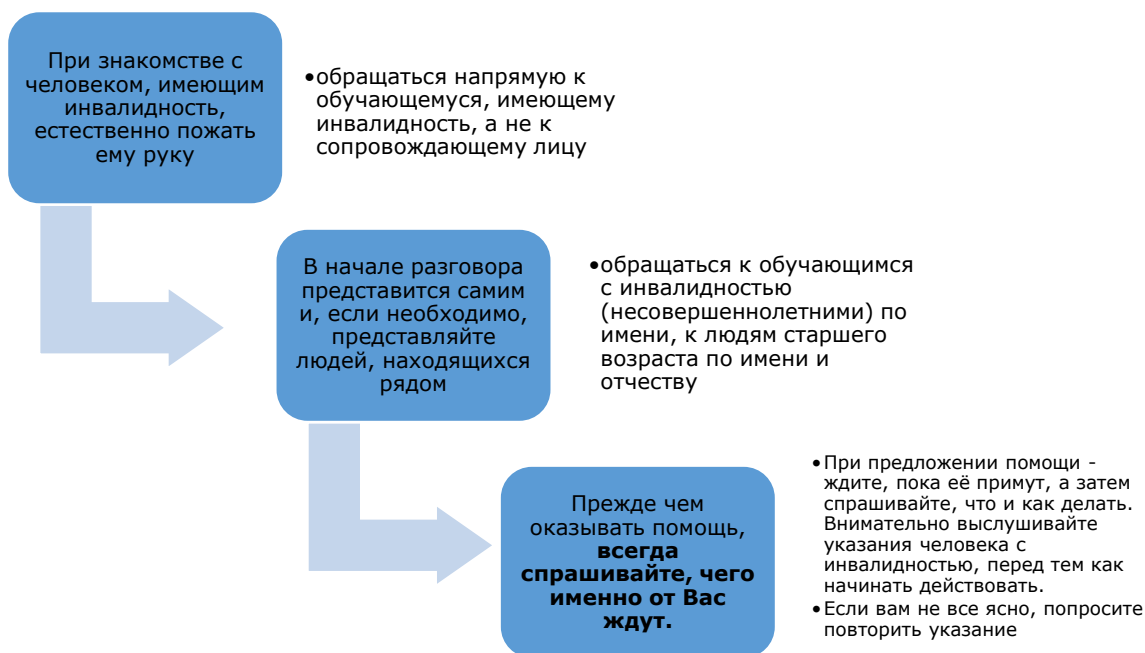 При знакомстве с
человеком, имеющим
инвалидность,
естественно пожать
ему руку
•обращаться напрямую к
обучающемуся, имеющему
инвалидность, а не к
сопровождающему лицу
В начале разговора
представится самим
и, если необходимо,
представляйте
людей, находящихся
рядом
•обращаться к обучающимся
с инвалидностью
(несовершеннолетними) по
имени, к людям старшего
возраста по имени и
отчеству
Прежде чем
оказывать помощь,
всегда
спрашивайте, чего
именно от Вас
ждут.
•При предложении помощи -
ждите, пока её примут, а затем
спрашивайте, что и как делать.
Внимательно выслушивайте
указания человека с
инвалидностью, перед тем как
начинать действовать.
•Если вам не все ясно, попросите
повторить указание